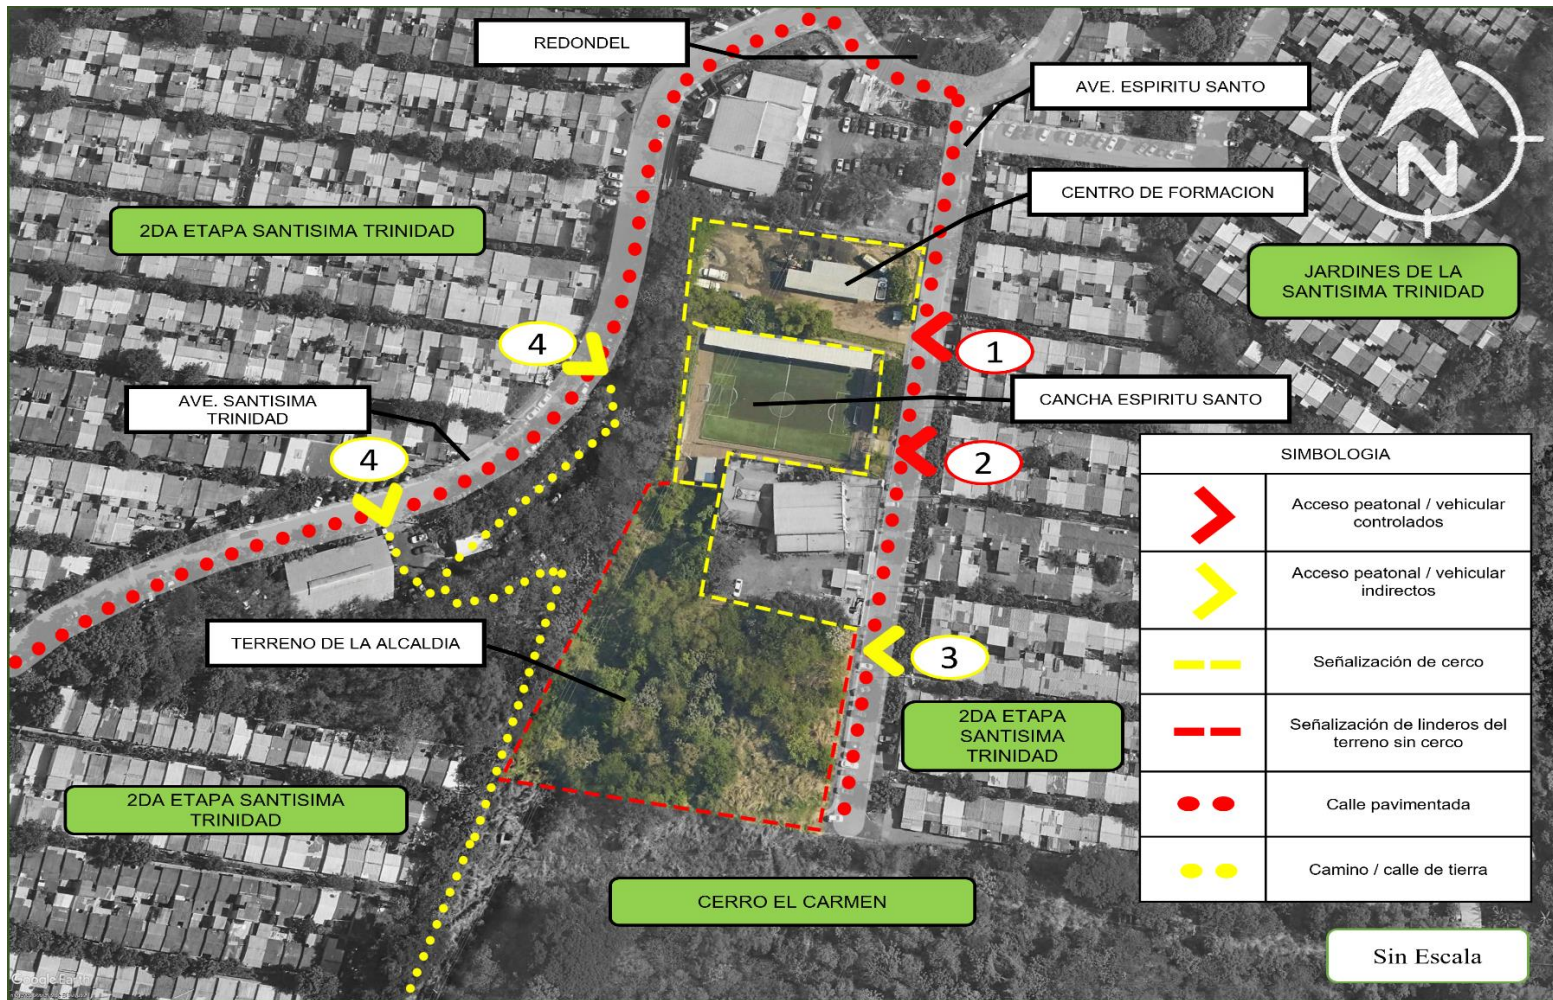 REDONDEL
AVE. ESPIRITU SANTO
N
CENTRO DE FORMACION
2DA ETAPA SANTISIMA TRINIDAD
JARDINES DE LA
SANTISIMA TRINIDAD
4
1
AVE. SANTISIMA
TRINIDAD
CANCHA ESPIRITU SANTO
4
2
SIMBOLOGIA
Acceso peatonal / vehicular
controlados
Acceso peatonal / vehicular
indirectos
TERRENO DE LA ALCALDIA
3
Señalización de cerco
2DA ETAPA
SANTISIMA
TRINIDAD
Señalización de linderos del
terreno sin cerco
2DA ETAPA SANTISIMA
TRINIDAD
Calle pavimentada
Camino / calle de tierra
CERRO EL CARMEN
Sin Escala
Google Earth